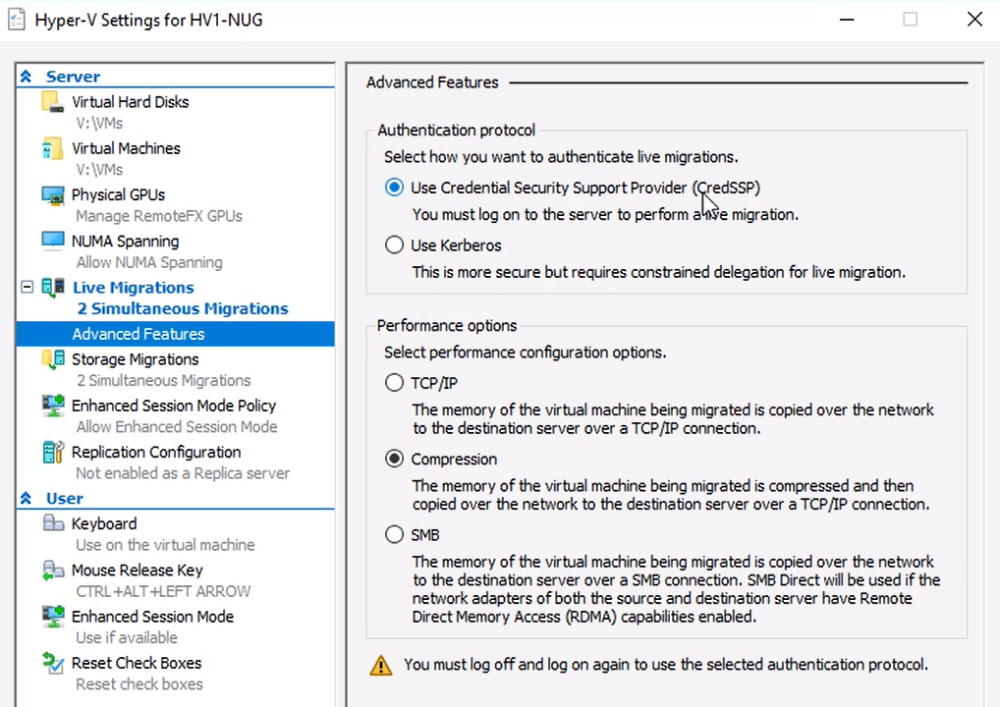 Hyper-V Settings for HV1-NUG
Server
Virtual Hard Disks
V:\VMs
Virtual Machines
V:\VMs
Physical GPUs
Manage RemoteFX GPUs
NUMA Spanning
Allow NUMA Spanning
Live Migrations
2 Simultaneous Migrations
Advanced Features
Storage Migrations
2 Simultaneous Migrations
Enhanced Session Mode Policy
Allow Enhanced Session Mode
Replication Configuration
Not enabled as a Replica server
User
Keyboard
Use on the virtual machine
Mouse Release Key
CTRL+ALT+LEFT ARROW
Enhanced Session Mode
Use if available
Reset Check Boxes
Reset check boxes
Advanced Features
Authentication protocol
Select how you want to authenticate live migrations.
Use Credential Security Support Provider (CredSSP)
You must log on to the server to perform a live migration.
Use Kerberos
This is more secure but requires constrained delegation for live migration.
Performance options
Select performance configuration options.
TCP/IP
The memory of the virtual machine being migrated is copied over the network
to the destination server over a TCP/IP connection.
Compression
The memory of the virtual machine being migrated is compressed and then
copied over the network to the destination server over a TCP/IP connection.
SMB
The memory of the virtual machine being migrated is copied over the network
to the destination server over a SMB connection. SMB Direct will be used if the
network adapters of both the source and destination server have Remote
Direct Memory Access (RDMA) capabilities enabled.
You must log off and log on again to use the selected authentication protocol.